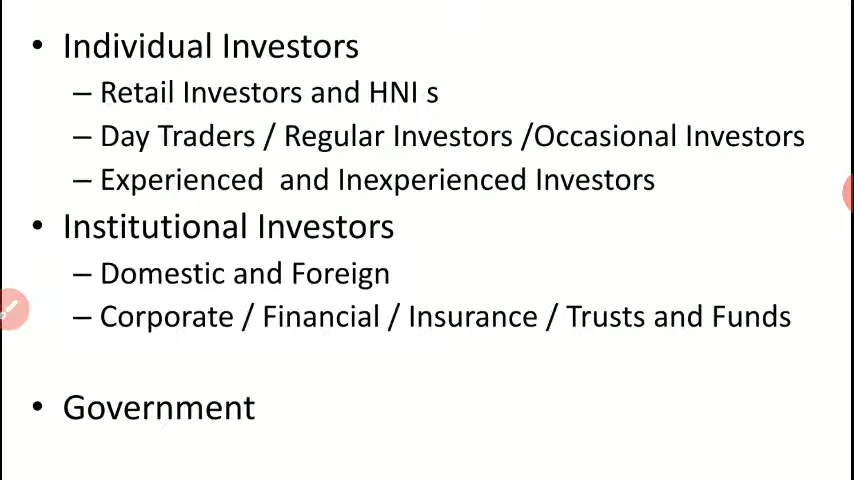 • Individual Investors
– Retail Investors and HNI s
– Day Traders / Regular Investors /Occasional Investors
– Experienced  and Inexperienced Investors
• Institutional Investors
– Domestic and Foreign
– Corporate / Financial / Insurance / Trusts and Funds
• Government